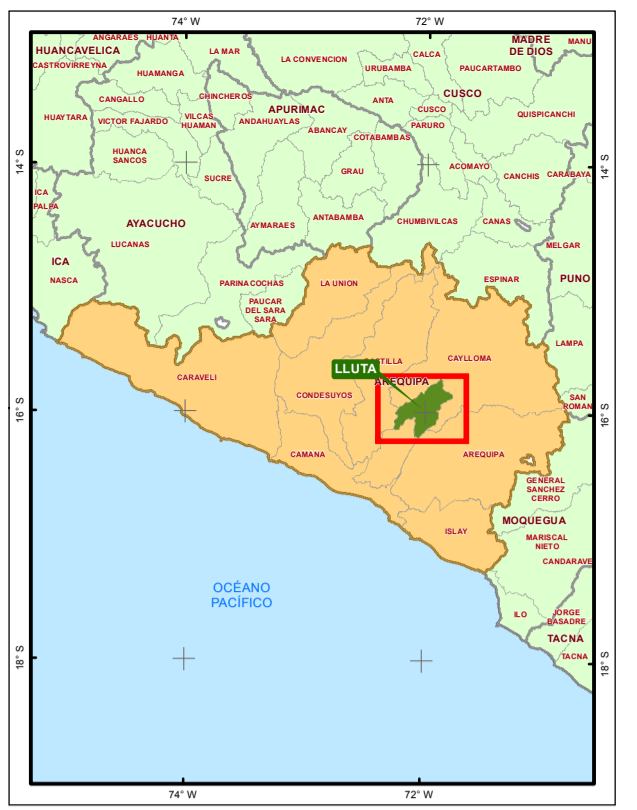 74° W
72° W
ANGARAES
HUANTA
LA MAR
MADRE
DE DIOS
MANU
HUANCAVELICA
LA CONVENCION
CALCA
CASTROVIRREYNA
HUAMANGA
URUBAMBA
PAUCARTAMBO
CUSCO
CANGALLO
CHINCHEROS
ANTA
APURIMAC
CUSCO
HUAYTARA
VICTOR FAJARDO
VILCAS
HUAMAN
ANDAHUAYLAS
ABANCAY
COTABAMBAS
PARURO
QUISPICANCHI
HUANCA
SANCOS
14° S
14° S
GRAU
ACOMAYO
CANCHIS
CARABAYA
SUCRE
ICA
PALPA
AYACUCHO
AYMARAES
ANTABAMBA
CHUMBIVILCAS
CANAS
LUCANAS
MELGAR
ICA
NASCA
PARINACOCHAS
LA UNION
ESPINAR
PUNO
PAUCAR
DEL SARA
SARA
LAMPA
LLUTA
CASTILLA
CAYLLOMA
CARAVELI
AREQUIPA
CONDESUYOS
SAN
ROMAN
16° S
16° S
CAMANA
AREQUIPA
GENERAL
SANCHEZ
CERRO
MOQUEGUA
ISLAY
MARISCAL
NIETO
CANDARAVE
OCÉANO
PACÍFICO
ILO
JORGE
BASADRE
TACNA
TACNA
18° S
18° S
74° W
72° W